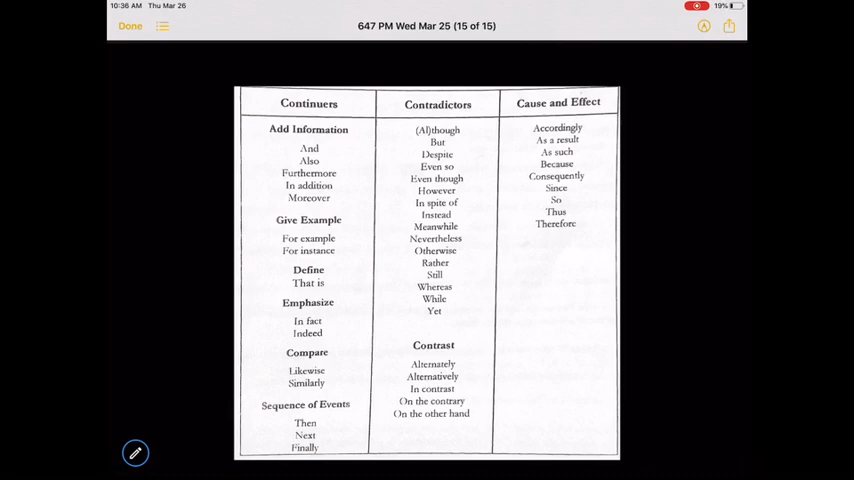 10:36 AM Thu Mar 26
19%
Done
647 PM Wed Mar 25 (15 of 15)
Continuers
Add Information
And
Also
Furthermore
In addition
Moreover
Give Example
For example
For instance
Define
That is
Emphasize
In fact
Indeed
Compare
Likewise
Similarly
Sequence of Events
Then
Next
Finally
Contradictors
(Al)though
But
Despite
Even so
Even though
However
In spite of
Instead
Meanwhile
Nevertheless
Otherwise
Rather
Still
Whereas
While
Yet
Contrast
Alternately
Alternatively
In contrast
On the contrary
On the other hand
Cause and Effect
Accordingly
As a result
As such
Because
Consequently
Since
So
Thus
Therefore